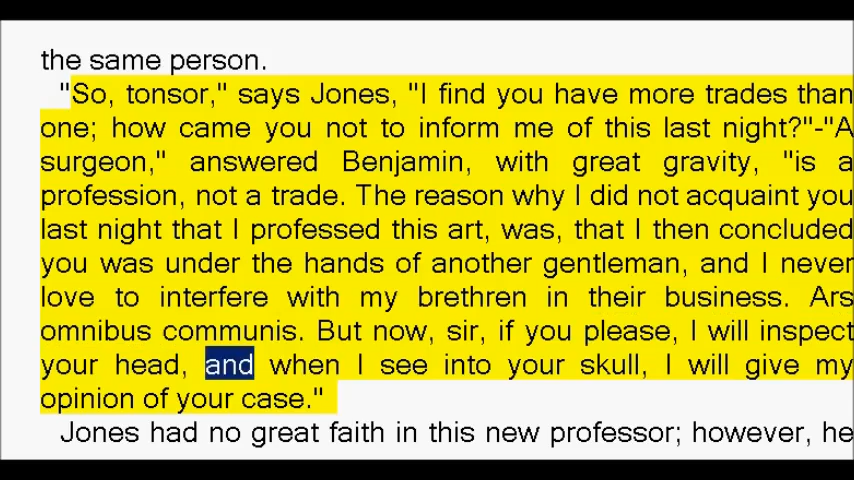 the same person.
"So, tonsor," says Jones, "I find you have more trades than
one; how came you not to inform me of this last night?"-"A
surgeon," answered Benjamin, with great gravity, "is a
profession, not a trade. The reason why I did not acquaint you
last night that I professed this art, was, that I then concluded
you was under the hands of another gentleman, and I never
love to interfere with my brethren in their business. Ars
omnibus communis. But now, sir, if you please, I will inspect
your head, and when I see into your skull, I will give my
opinion of your case."
Jones had no great faith in this new professor; however, he